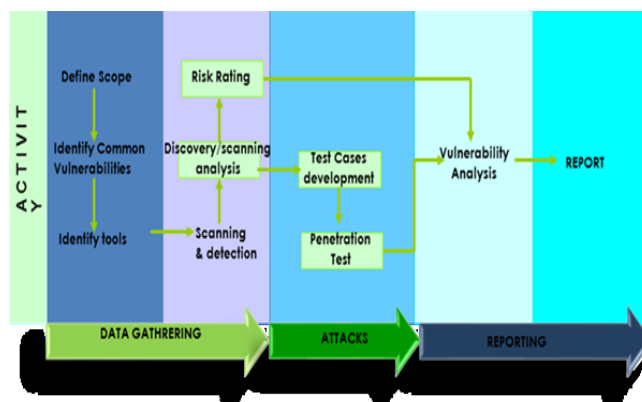 ACTIVIT
Y
Define Scope
Identify Common
Vulnerabilities
Identify tools
Risk Rating
Discovery/scanning
analysis
Scanning
& detection
Test Cases
development
Penetration
Test
Vulnerability
Analysis
REPORT
DATA GATHRERING
ATTACKS
REPORTING